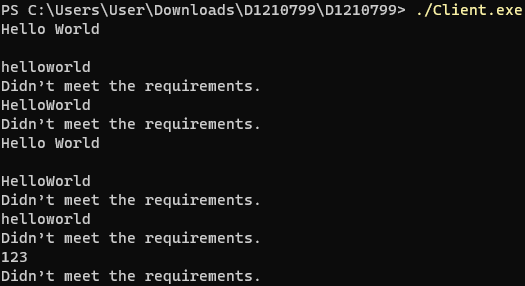 PS C:\Users\User\Downloads\D1210799\D1210799> ./Client.exe
Hello World
helloworld
Didn't meet the requirements.
HelloWorld
Didn't meet the requirements.
Hello World
HelloWorld
Didn't meet the requirements.
helloworld
Didn't meet the requirements.
123
Didn't meet the requirements.